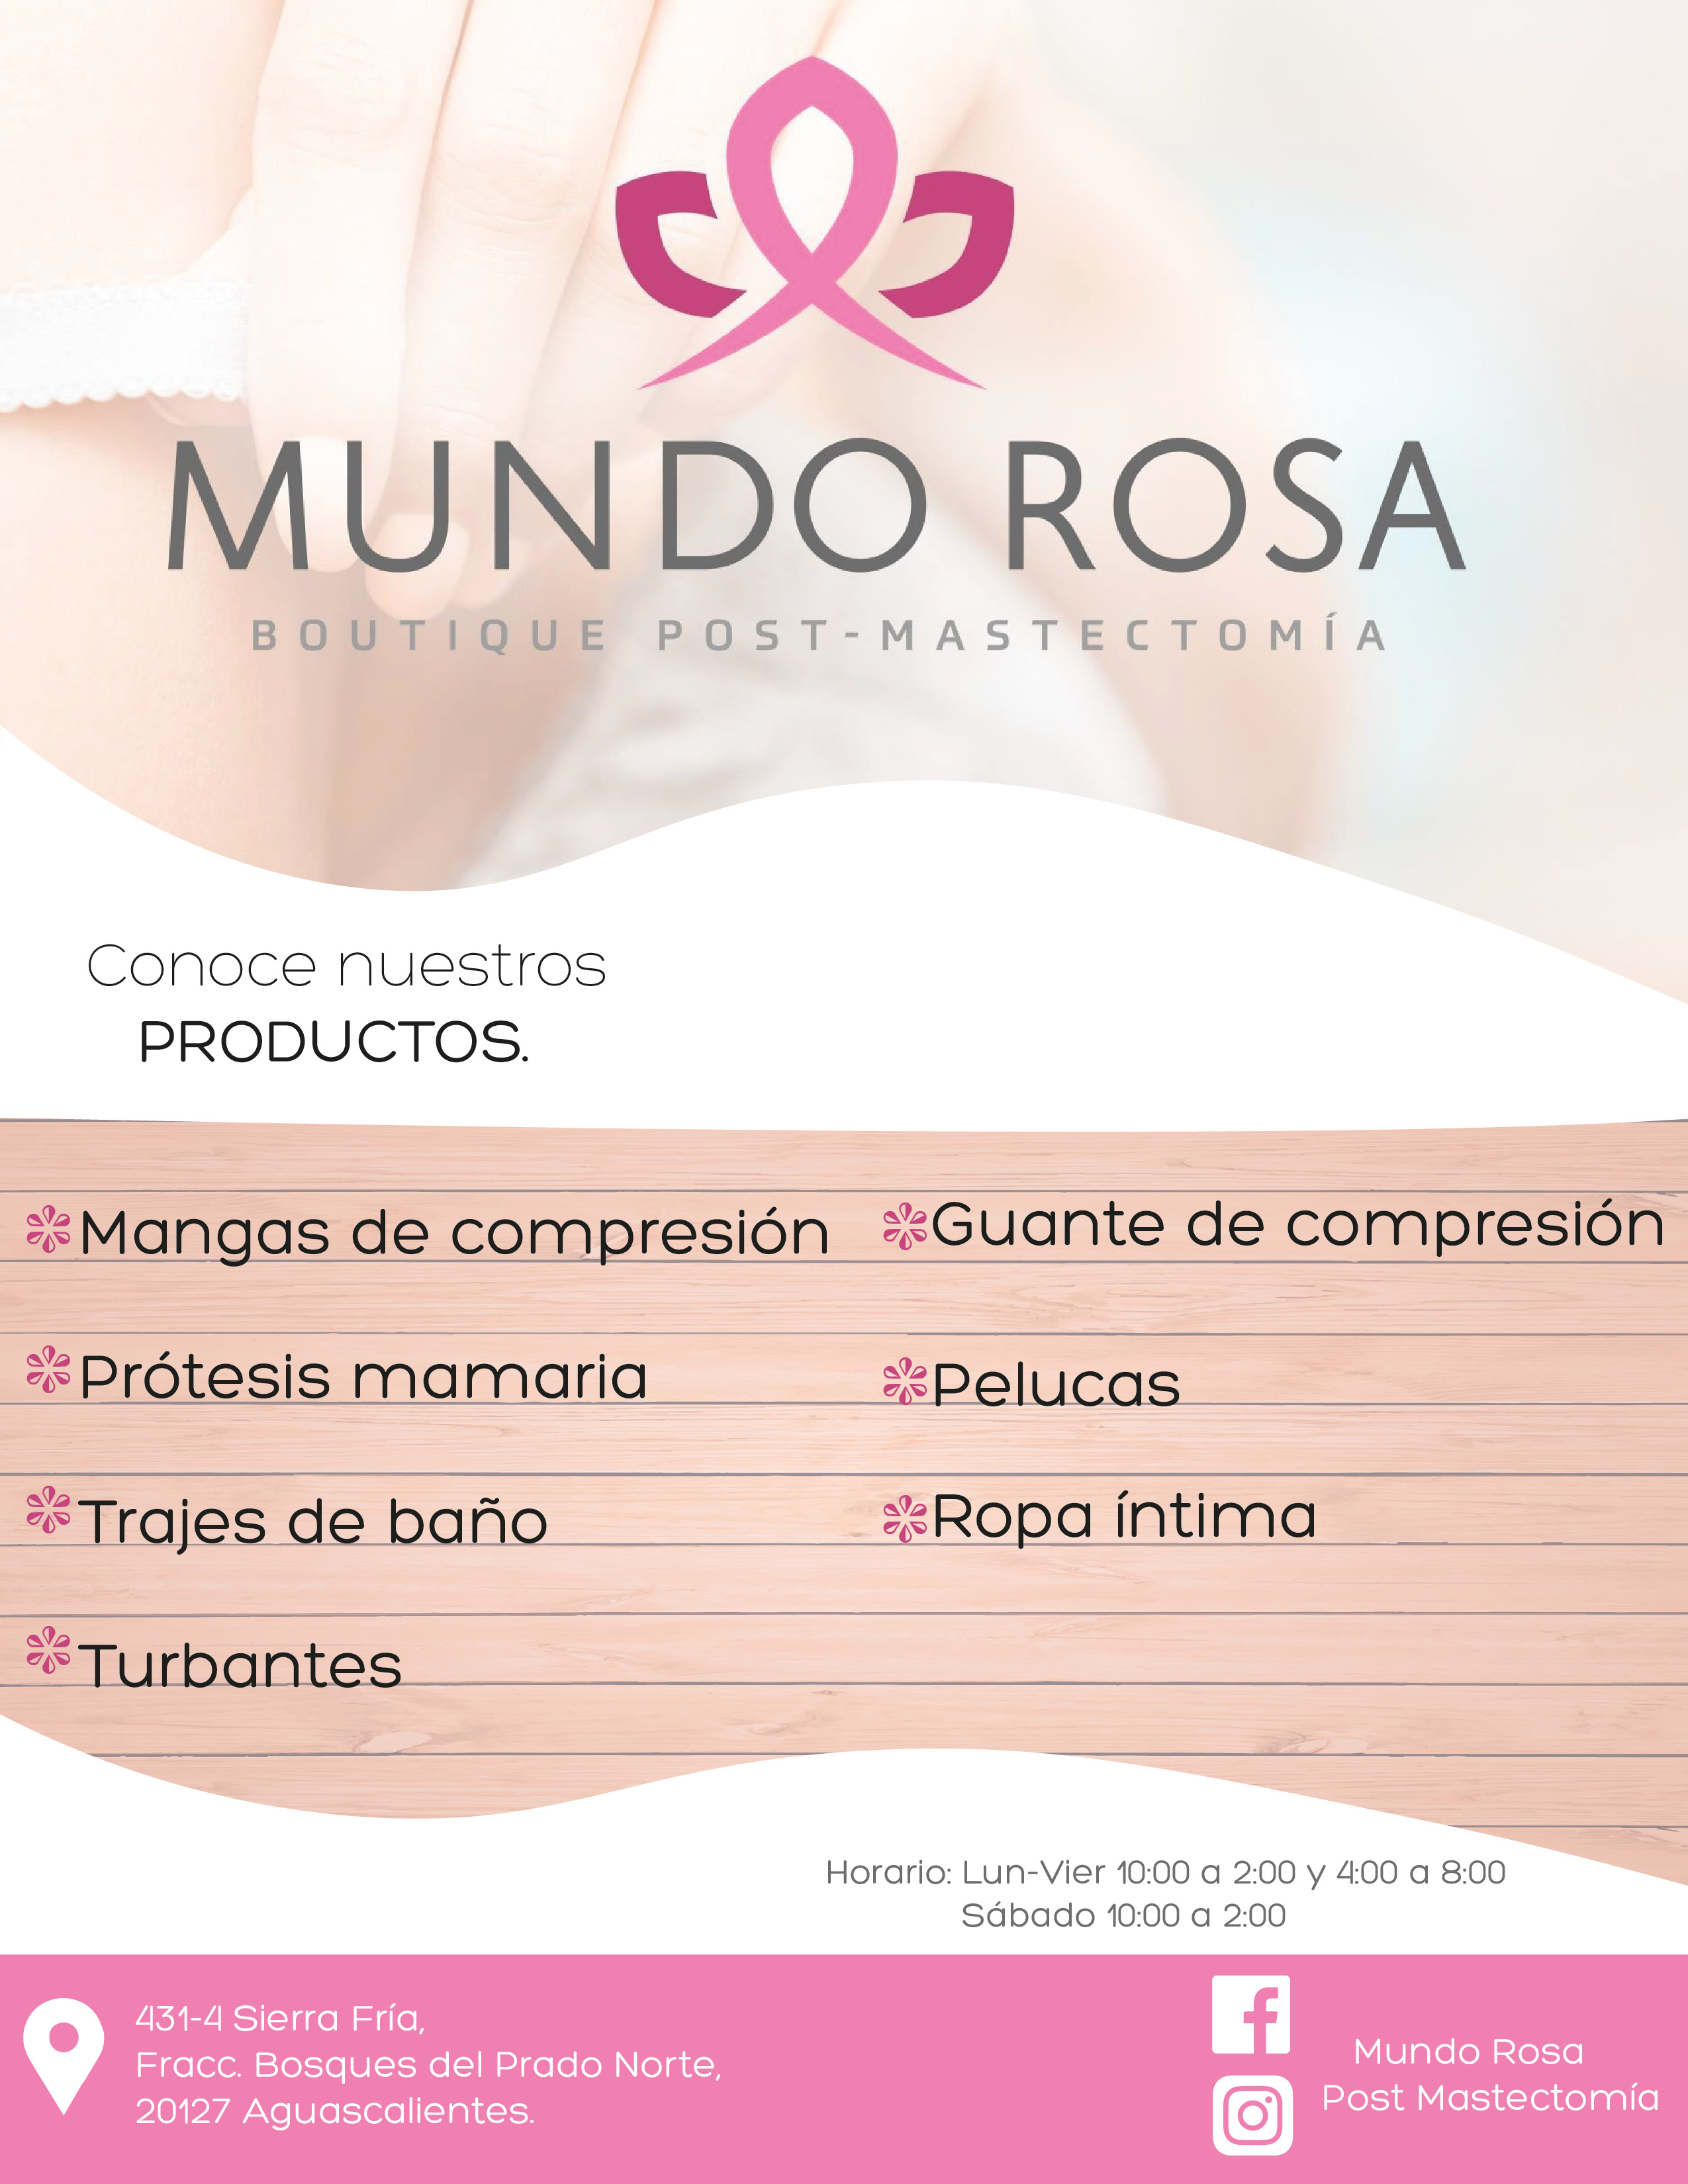 MUNDO ROSA
BOUTIQUE POST-MASTECTOMÍA
Conoce nuestros
PRODUCTOS.
Mangas de compresión
Prótesis mamaria
Trajes de baño
Turbantes
Guante de compresión
Pelucas
Ropa íntima
Horario: Lun-Vier 10:00 a 2:00 y 4:00 a 8:00
Sábado 10:00 a 2:00
431-4 Sierra Fría,
Fracc. Bosques del Prado Norte,
20127 Aguascalientes.
Mundo Rosa
Post Mastectomía